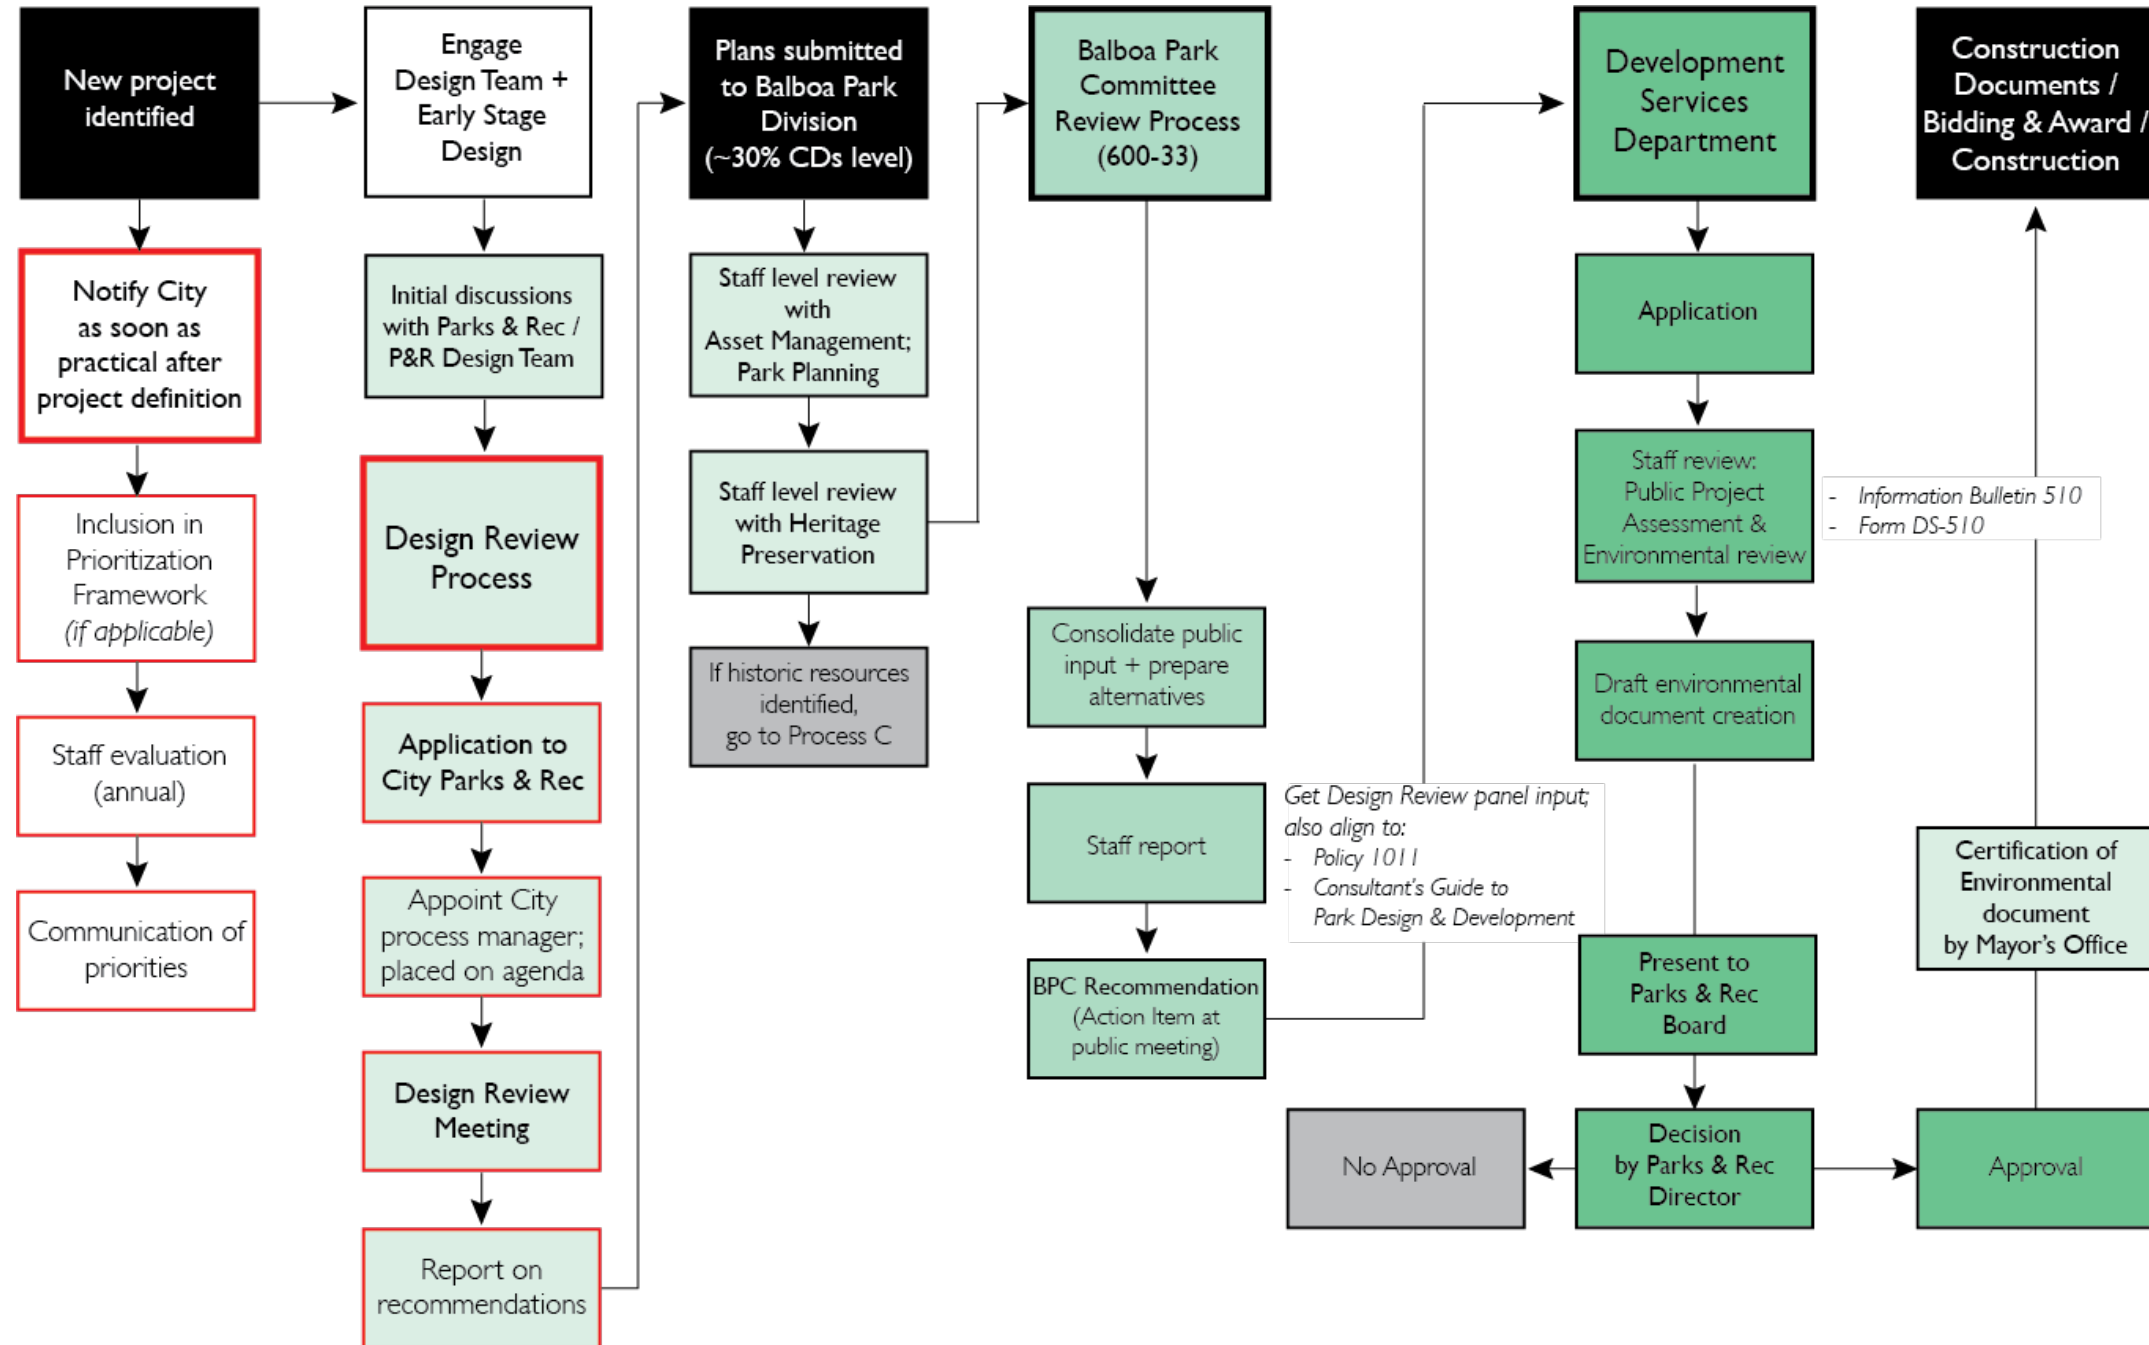 New project
identified
Notify City
as soon as
practical after
project definition
Inclusion in
Prioritization
Framework
(if applicable)
Staff evaluation
(annual)
Communication of
priorities
Engage
Design Team +
Early Stage
Design
Initial discussions
with Parks & Rec /
P&R Design Team
Design Review
Process
Application to
City Parks & Rec
Appoint City
process manager;
placed on agenda
Design Review
Meeting
Report on
recommendations
Plans submitted
to Balboa Park
Division
(~30% CDs level)
Staff level review
with
Asset Management;
Park Planning
Staff level review
with Heritage
Preservation
If historic resources
identified,
go to Process C
Balboa Park
Committee
Review Process
(600-33)
Consolidate public
input + prepare
alternatives
Staff report
BPC Recommendation
(Action Item at
public meeting)
Get Design Review panel input;
also align to:
- Policy 1011
- Consultant's Guide to
Park Design & Development
Development
Services
Department
Application
Staff review:
Public Project
Assessment &
Environmental review
- Information Bulletin 510
- Form DS-510
Draft environmental
document creation
Present to
Parks & Rec
Board
Decision
by Parks & Rec
Director
No Approval
Approval
Certification of
Environmental
document
by Mayor's Office
Construction
Documents /
Bidding & Award /
Construction